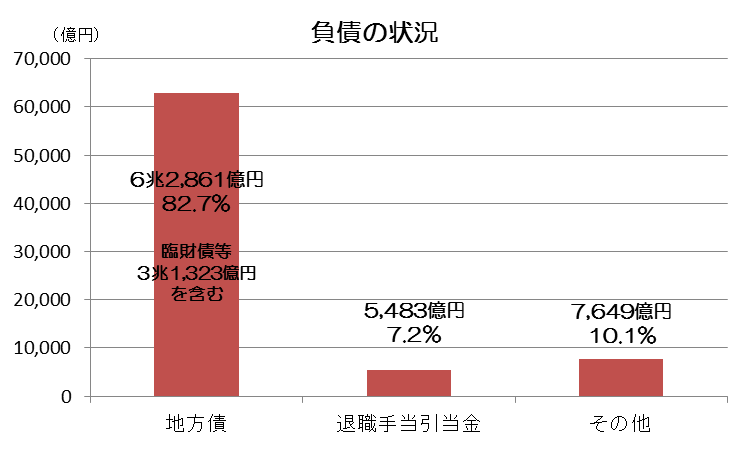 負債の状況
（億円）
70,000
60,000
50,000
40,000
30,000
20,000
10,000
0
6兆2,861億円
82.7%
臨財債等
3兆1,323億円
を含む
5,483億円
7.2%
7,649億円
10.1%
地方債
退職手当引当金
その他